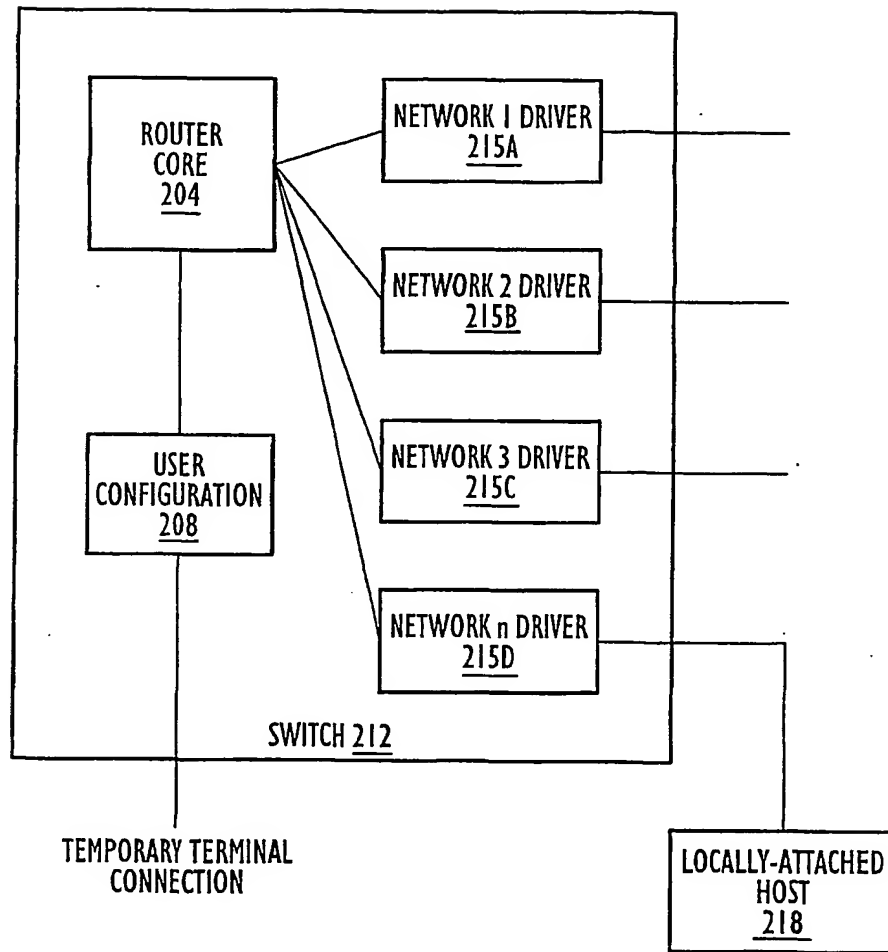 ROUTER
CORE
204
NETWORK 1 DRIVER
215A
NETWORK 2 DRIVER
215B
USER
CONFIGURATION
208
NETWORK 3 DRIVER
215C
NETWORK n DRIVER
215D
SWITCH 212
TEMPORARY TERMINAL
CONNECTION
LOCALLY-ATTACHED
HOST
218